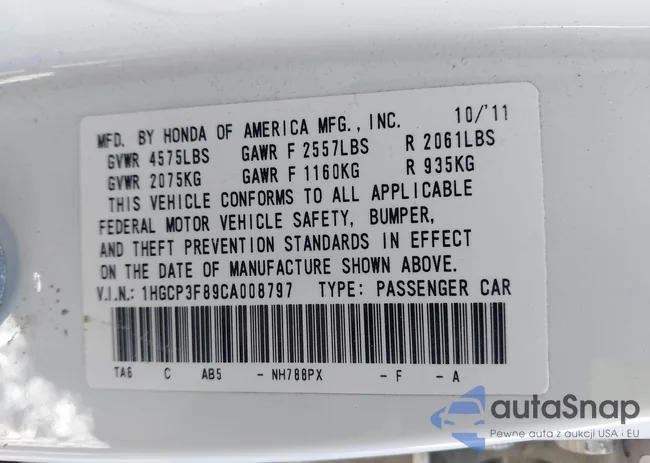 MFD. BY HONDA OF AMERICA MFG., INC. 10/'11
GVWR 4575LBS GAWR F 2557LBS R 2061LBS
GVWR 2075KG GAWR F 1160KG R 935KG
THIS VEHICLE CONFORMS TO ALL APPLICABLE
FEDERAL MOTOR VEHICLE SAFETY, BUMPER,
AND THEFT PREVENTION STANDARDS IN EFFECT
ON THE DATE OF MANUFACTURE SHOWN ABOVE.
V.I.N.: 1HGCP3F89CA008797 TYPE: PASSENGER CAR
TA6 C AB5 - NH788PX - F - A
autaSnap
Pewne auta z aukcji USA i EU